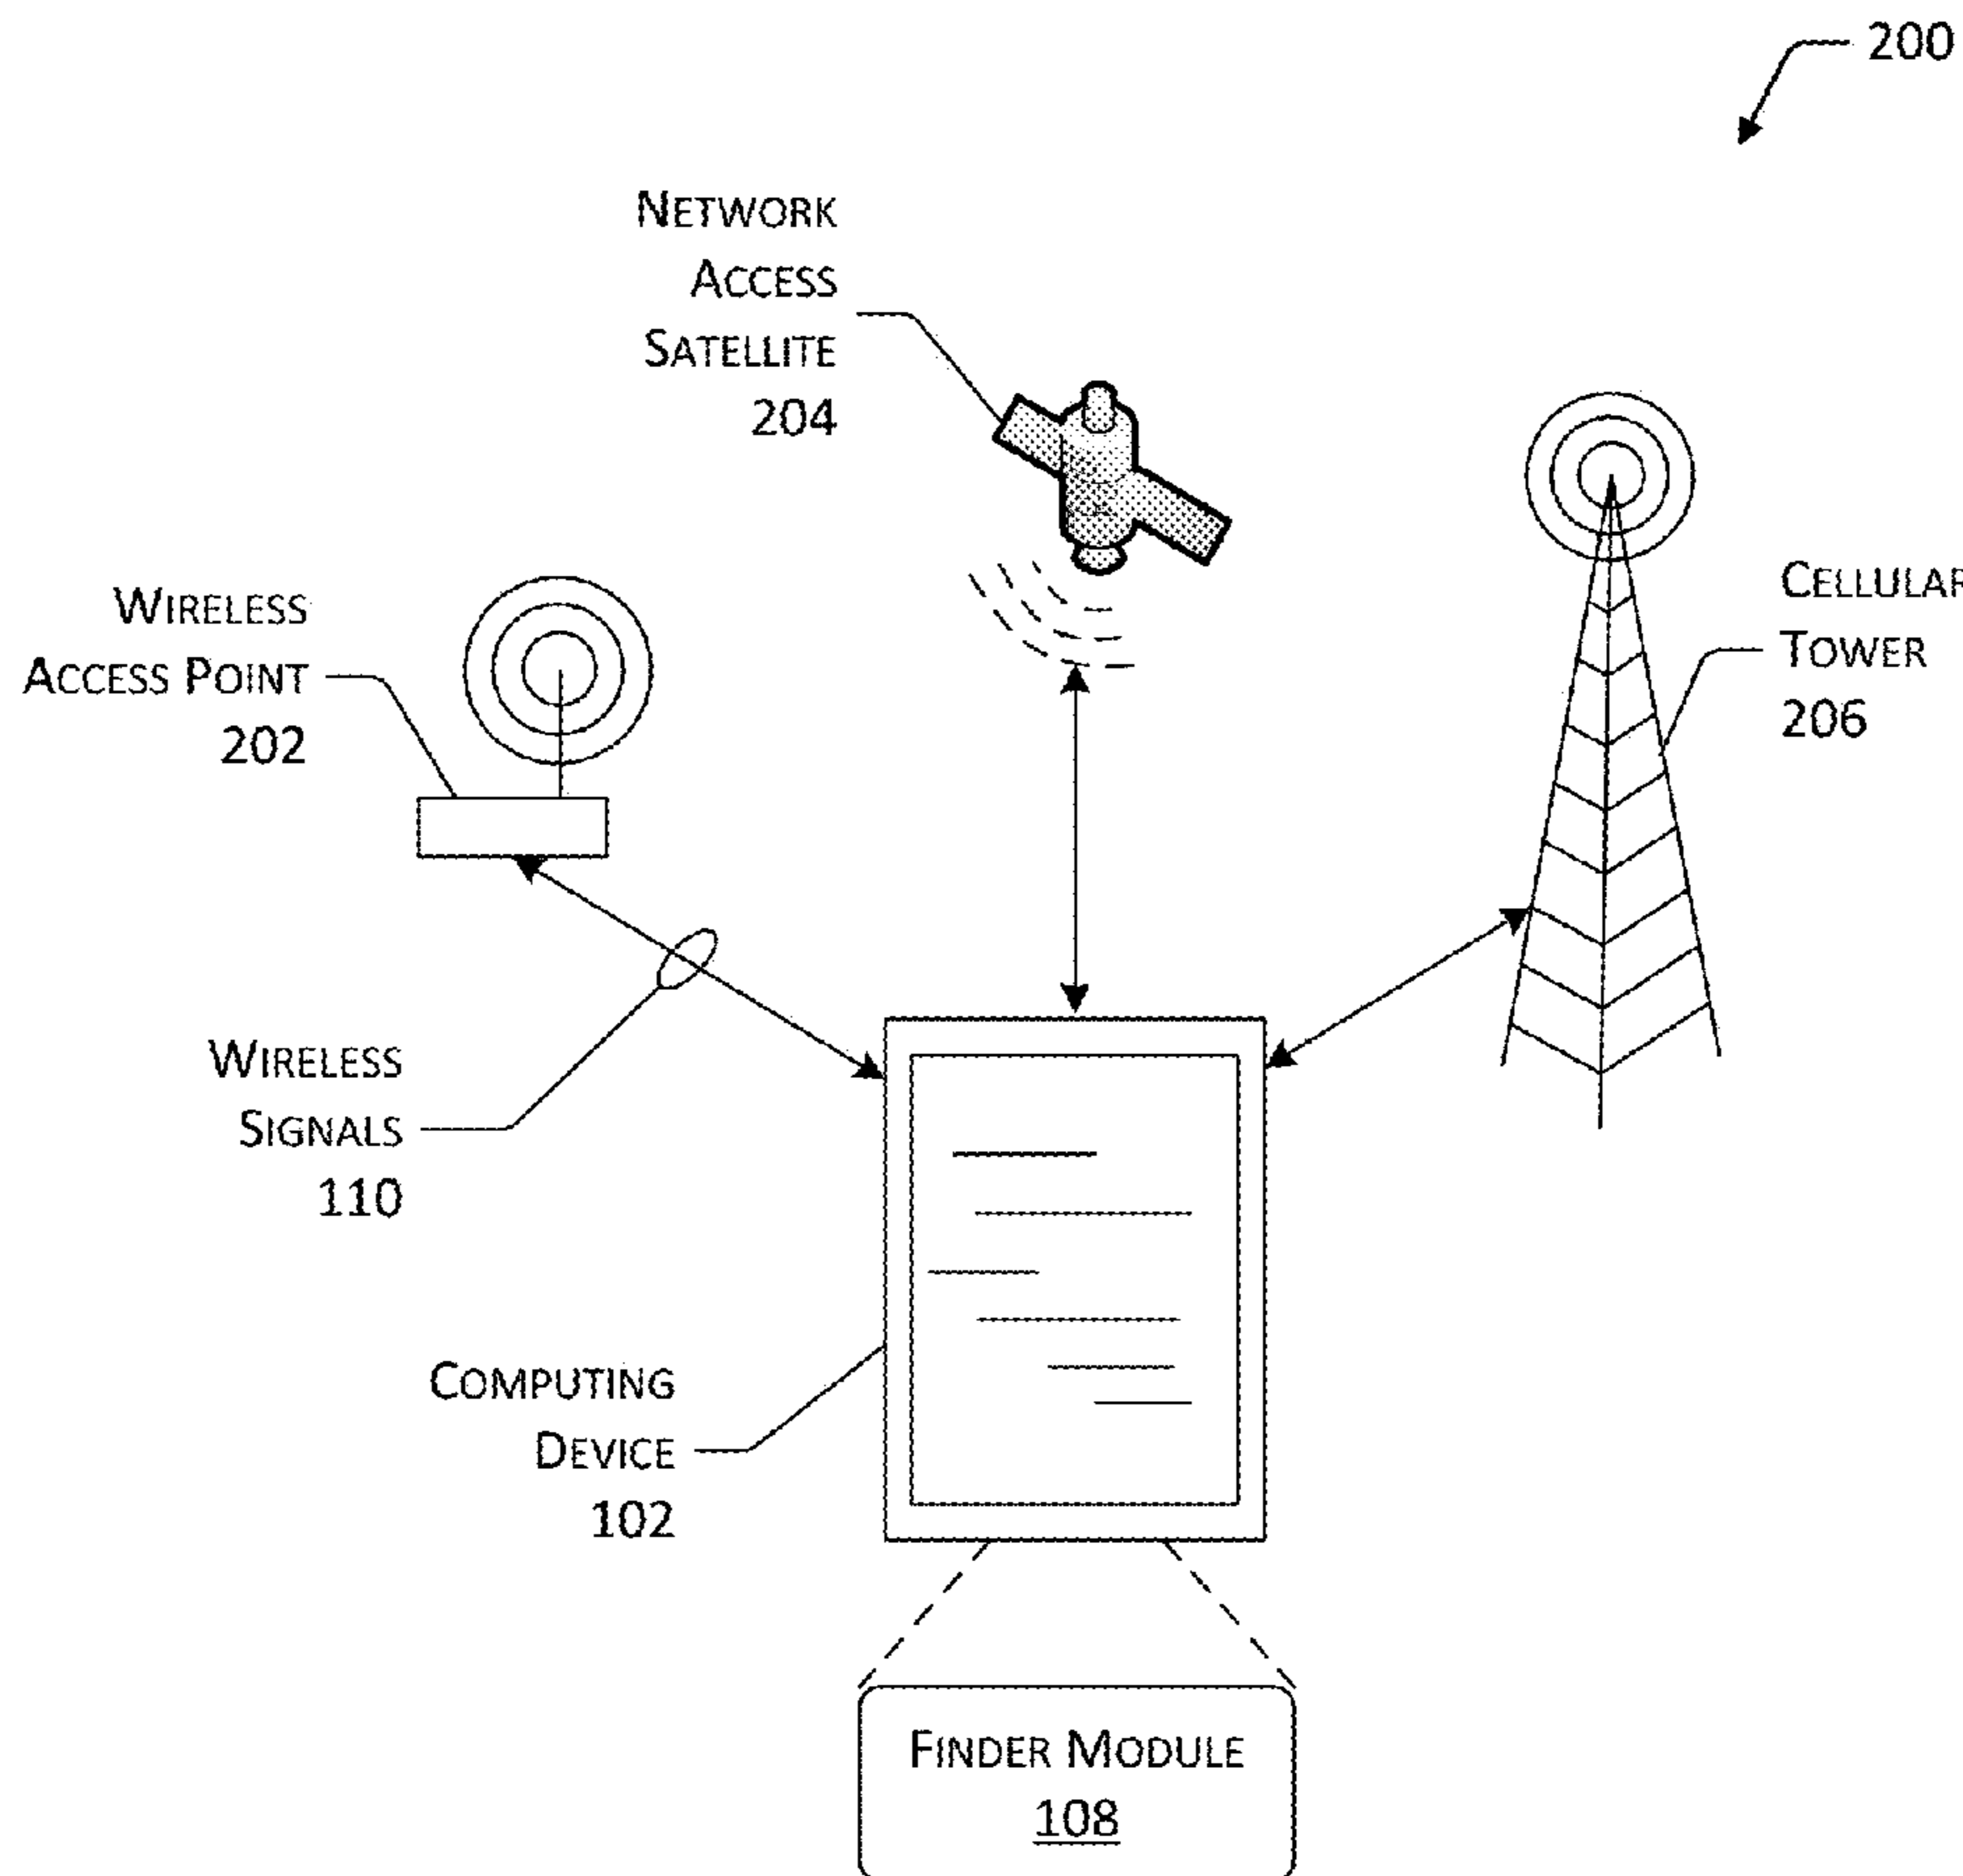 200
NETWORK
ACCESS
SATELLITE
204
WIRELESS
ACCESS POINT
202
CELLULAR
TOWER
206
WIRELESS
SIGNALS
110
COMPUTING
DEVICE
102
FINDER MODULE
108